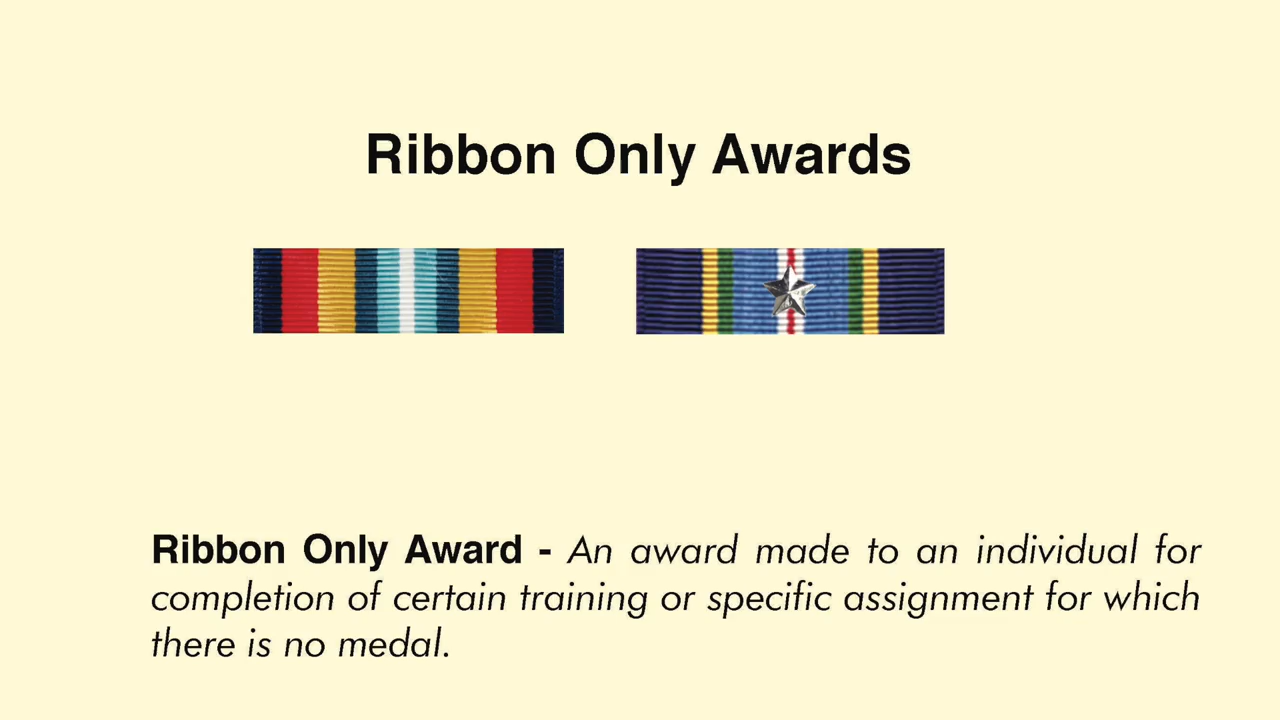 Ribbon Only Awards
Ribbon Only Award - An award made to an individual for
completion of certain training or specific assignment for which
there is no medal.